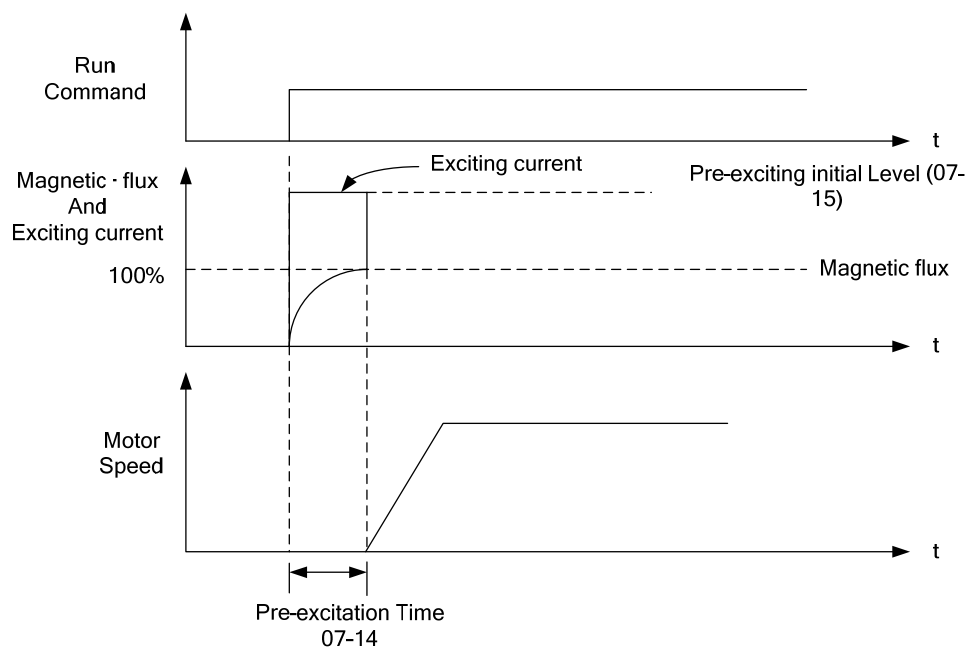 Run
Command
t
Exciting current
Pre-exciting initial Level (07-
15)
Magnetic · flux
And
Exciting current
100%
Magnetic flux
t
Motor
Speed
t
Pre-excitation Time
07-14